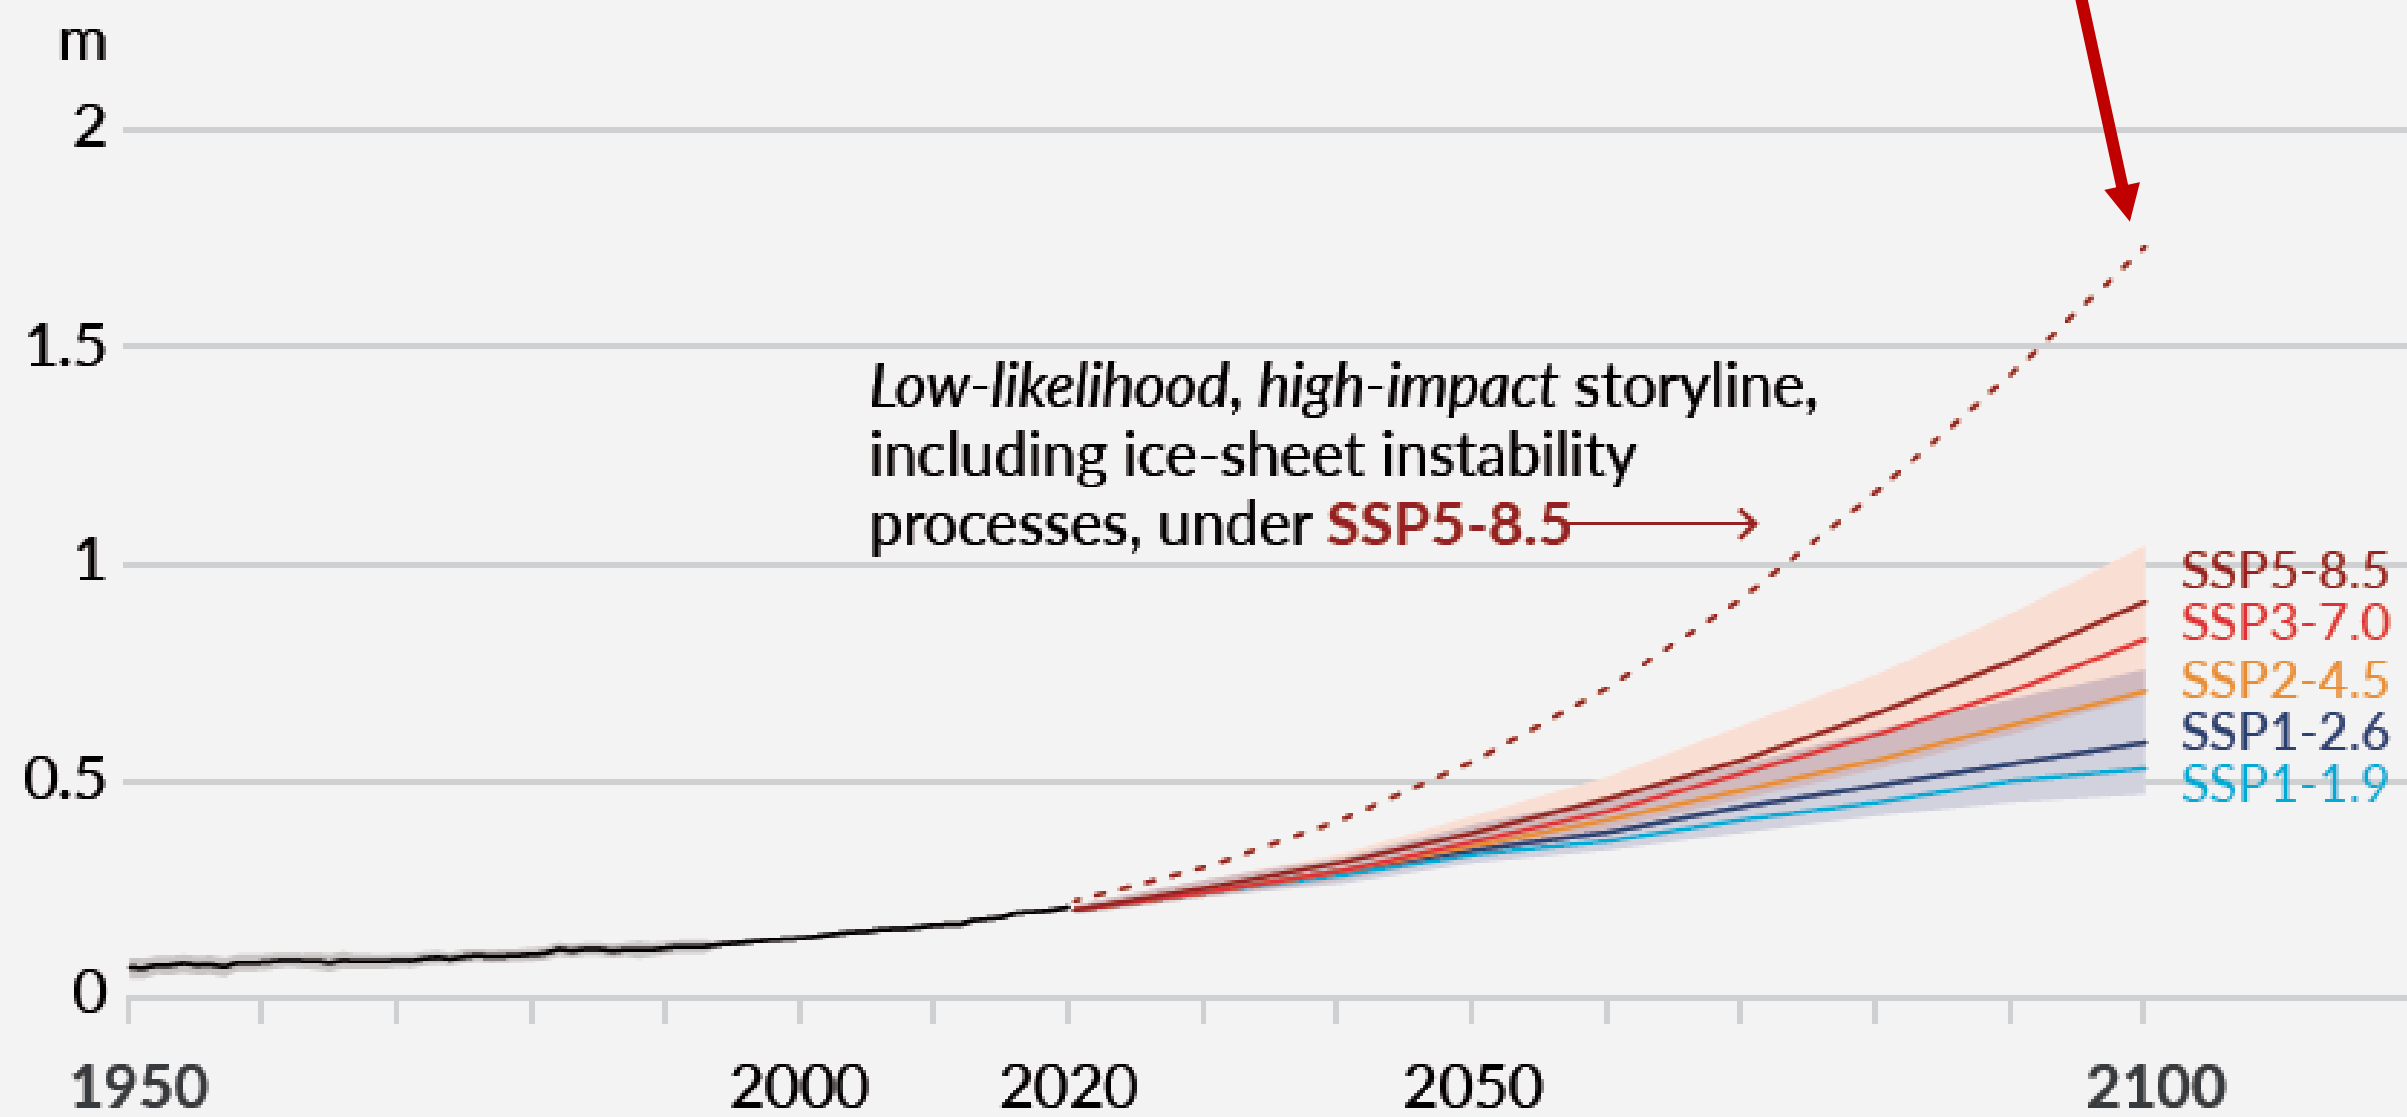 m
2
1.5
Low-likelihood, high-impact storyline,
including ice-sheet instability
processes, under SSP5-8.5
1
SSP5-8.5
SSP3-7.0
SSP2-4.5
SSP1-2.6
SSP1-1.9
0.5
0
1950 2000 2020 2050 2100